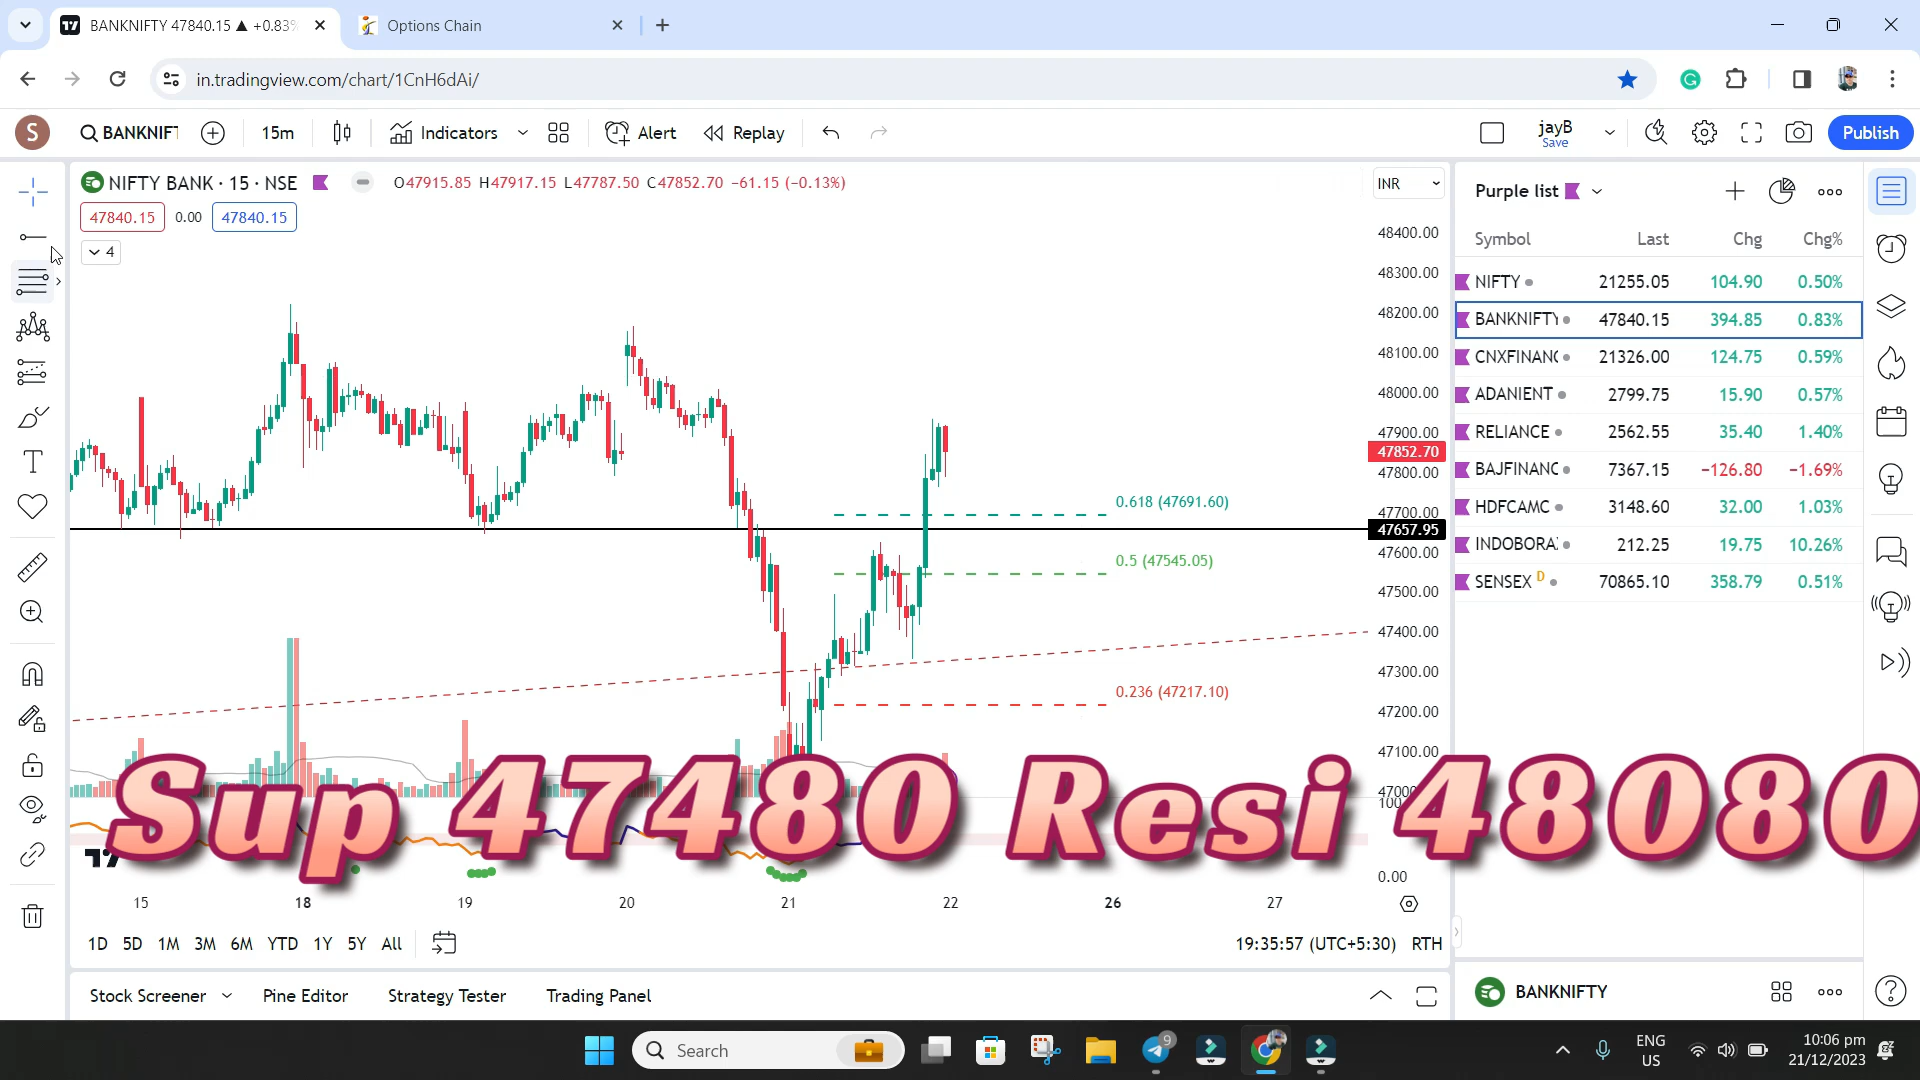 BANKNIFTY 47840.15 ▲ +0.83%
Options Chain
in.tradingview.com/chart/1CnH6dAi/
S
BANKNIFT
15m
Indicators
Alert
Replay
jayB
Save
Publish
NIFTY BANK · 15 · NSE
O47915.85 H47917.15 L47787.50 C47852.70 −61.15 (−0.13%)
INR
47840.15 0.00 47840.15
4
48400.00
48300.00
48200.00
48100.00
48000.00
47900.00
47852.70
47800.00
47700.00
47657.95
47600.00
47500.00
47400.00
47300.00
47200.00
47100.00
0.618 (47691.60)
0.5 (47545.05)
0.236 (47217.10)
Sup 47480 Resi 48080
0.00
15 18 19 20 21 22 26 27
1D 5D 1M 3M 6M YTD 1Y 5Y All
19:35:57 (UTC+5:30) RTH
Stock Screener
Pine Editor
Strategy Tester
Trading Panel
Purple list
Symbol Last Chg Chg%
NIFTY 21255.05 104.90 0.50%
BANKNIFTY 47840.15 394.85 0.83%
CNXFINANC 21326.00 124.75 0.59%
ADANIENT 2799.75 15.90 0.57%
RELIANCE 2562.55 35.40 1.40%
BAJFINANC 7367.15 −126.80 −1.69%
HDFCAMC 3148.60 32.00 1.03%
INDOBORA 212.25 19.75 10.26%
SENSEX D 70865.10 358.79 0.51%
BANKNIFTY
Search
9
ENG
US
10:06 pm
21/12/2023